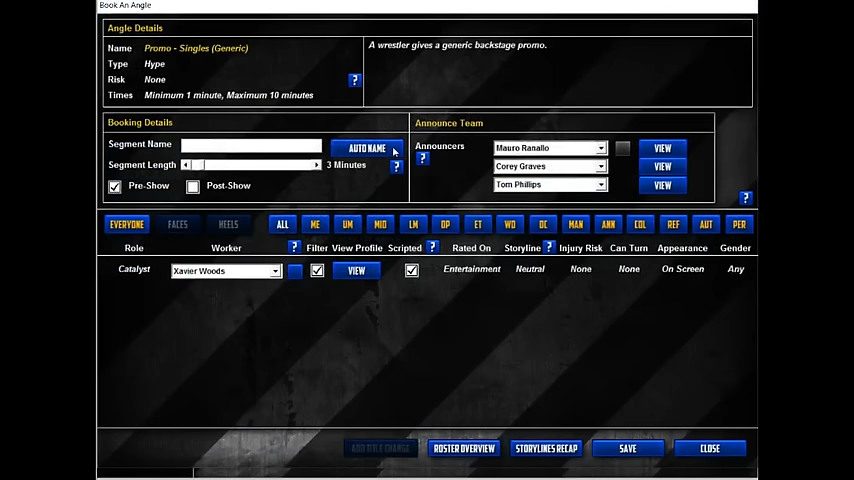 Book An Angle
Angle Details
Name Promo - Singles (Generic)
Type Hype
Risk None
Times Minimum 1 minute, Maximum 10 minutes
?
A wrestler gives a generic backstage promo.
Booking Details
Segment Name AUTO NAME
Segment Length 3 Minutes ?
Pre-Show Post-Show
Announce Team
Announcers ?
Mauro Ranallo VIEW
Corey Graves VIEW
Tom Phillips VIEW
?
EVERYONE FACES HEELS ALL ME UM MID LM OP ET WD OC MAN ANN COL REF AUT PER
Role Worker ? Filter View Profile Scripted ? Rated On Storyline ? Injury Risk Can Turn Appearance Gender
Catalyst Xavier Woods VIEW Entertainment Neutral None None On Screen Any
ADD TITLE CHANGE ROSTER OVERVIEW STORYLINES RECAP SAVE CLOSE